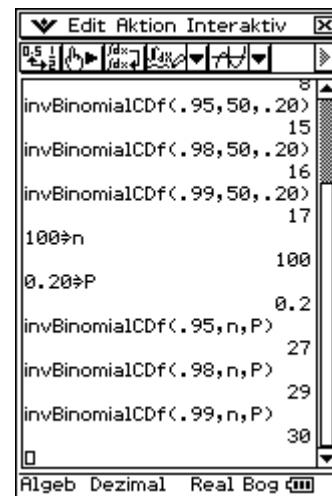 Edit Aktion Interaktiv
8
invBinomialCDf(.95,50,.20)
15
invBinomialCDf(.98,50,.20)
16
invBinomialCDf(.99,50,.20)
17
100⇒n
100
0.20⇒P
0.2
invBinomialCDf(.95,n,P)
27
invBinomialCDf(.98,n,P)
29
invBinomialCDf(.99,n,P)
30
Algeb Dezimal Real Bog